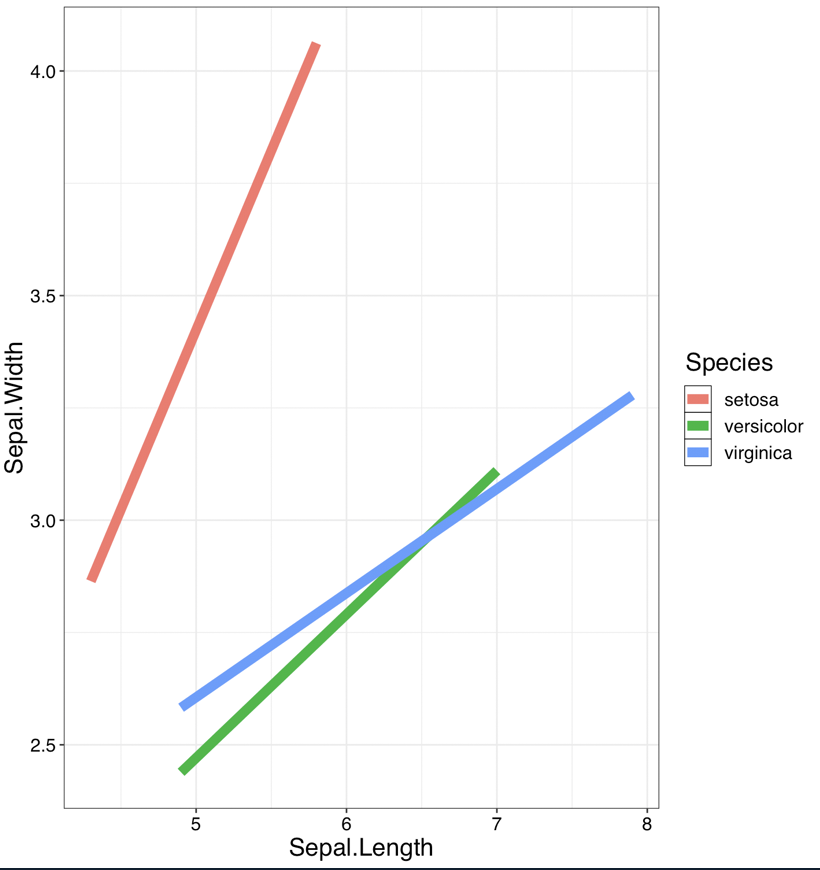 4.0
3.5
3.0
2.5
Sepal.Width
5 6 7 8
Sepal.Length
Species
setosa
versicolor
virginica